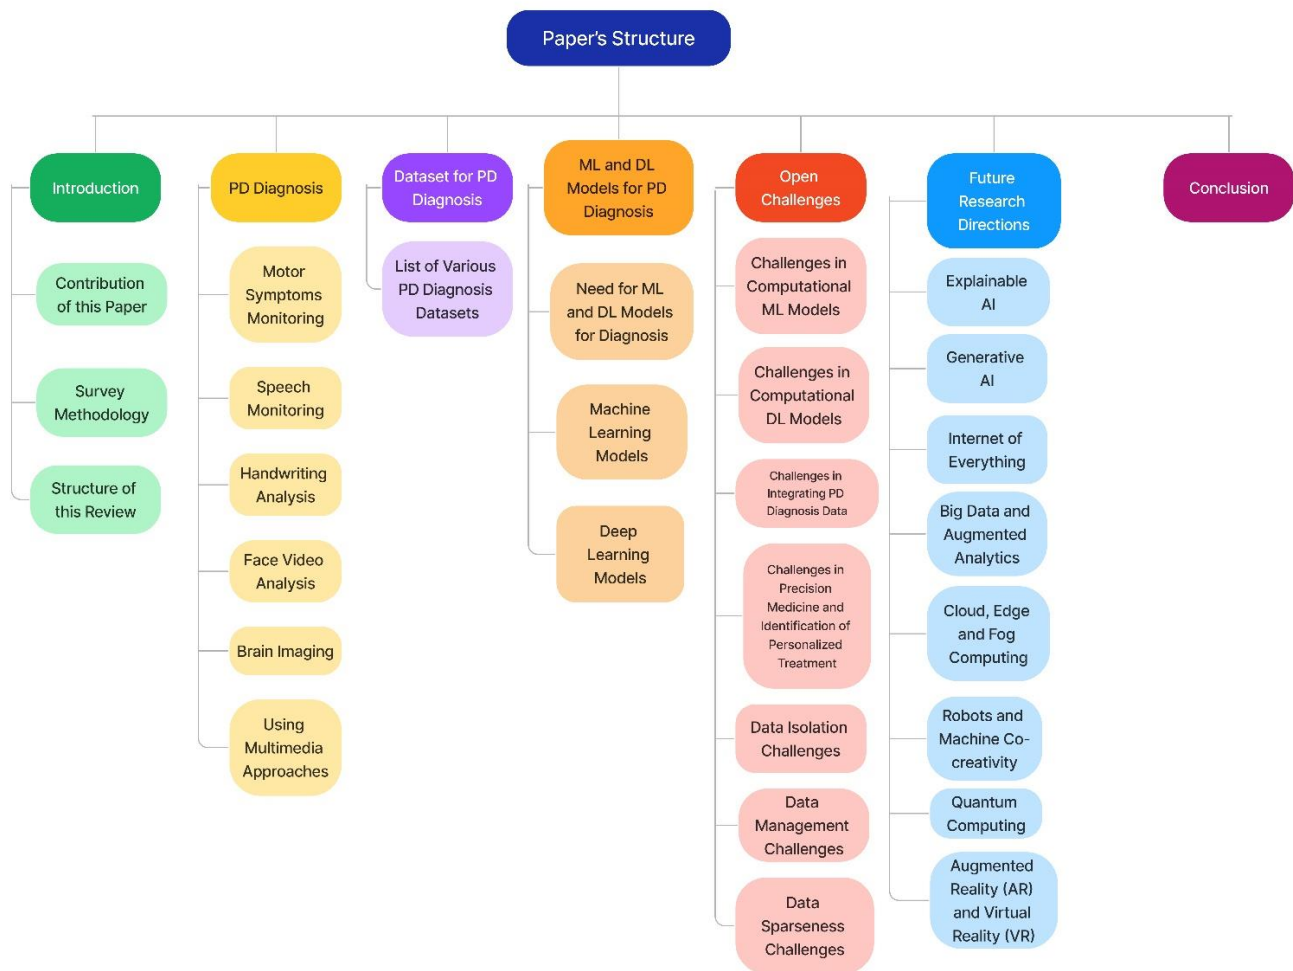 Paper's Structure
Introduction
Contribution
of this Paper
Survey
Methodology
Structure of
this Review
PD Diagnosis
Motor
Symptoms
Monitoring
Speech
Monitoring
Handwriting
Analysis
Face Video
Analysis
Brain Imaging
Using
Multimedia
Approaches
Dataset for PD
Diagnosis
List of Various
PD Diagnosis
Datasets
ML and DL
Models for PD
Diagnosis
Need for ML
and DL Models
for Diagnosis
Machine
Learning
Models
Deep
Learning
Models
Open
Challenges
Challenges in
Computational
ML Models
Challenges in
Computational
DL Models
Challenges in
Integrating PD
Diagnosis Data
Challenges in
Precision
Medicine and
Identification of
Personalized
Treatment
Data Isolation
Challenges
Data
Management
Challenges
Data
Sparseness
Challenges
Future
Research
Directions
Explainable
AI
Generative
AI
Internet of
Everything
Big Data and
Augmented
Analytics
Cloud, Edge
and Fog
Computing
Robots and
Machine Co-
creativity
Quantum
Computing
Augmented
Reality (AR)
and Virtual
Reality (VR)
Conclusion